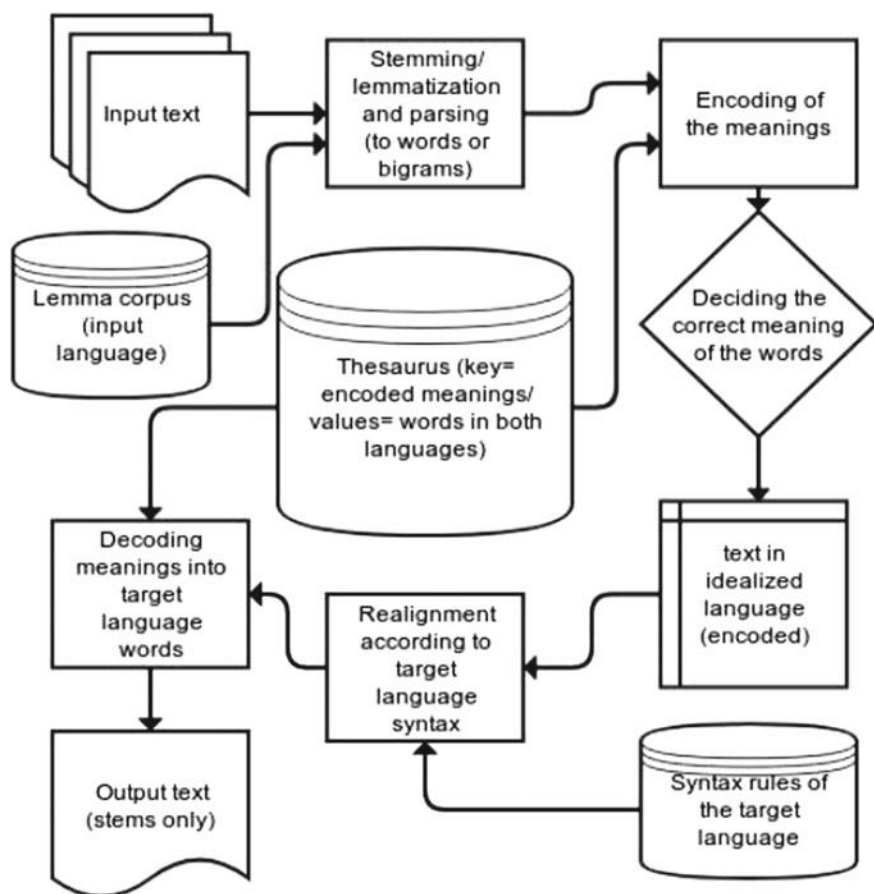 Input text
Stemming/
lemmatization
and parsing
(to words or
bigrams)
Encoding of
the meanings
Lemma corpus
(input
language)
Thesaurus (key=
encoded meanings/
values= words in both
languages)
Deciding the
correct meaning
of the words
Decoding
meanings into
target
language
words
Realignment
according to
target
language
syntax
text in
idealized
language
(encoded)
Output text
(stems only)
Syntax rules of
the target
language